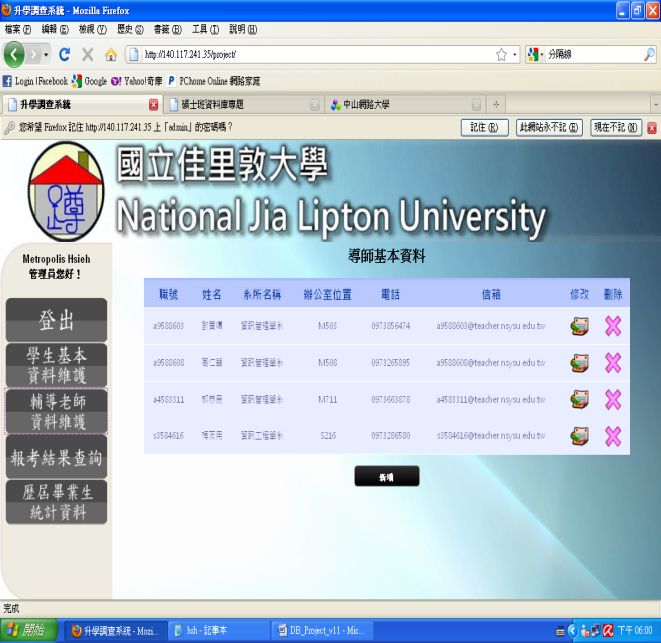 升學調查系統 - Mozilla Firefox
檔案(F) 編輯(E) 檢視(V) 歷史(S) 書籤(B) 工具(T) 說明(H)
http://140.117.241.35/project/
分隔線
Login | Facebook Google Yahoo!奇摩 PChome Online 網路家庭
升學調查系統 碩士班資料庫專題 中山網路大學
您希望 Firefox 記住 http://140.117.241.35 上「admin」的密碼嗎？ 記住(R) 此網站永不記(E) 現在不記(N)
國立佳里敦大學
National Jia Lipton University
Metropolis Hsieh
管理員您好！
登出
學生基本
資料維護
輔導老師
資料維護
報考結果查詢
歷屆畢業生
統計資料
導師基本資料
職號 姓名 系所名稱 辦公室位置 電話 信箱 修改 刪除
a9588603 資訊管理學系 M503 0973856474 a9588603@teacher.nsysu.edu.tw
a9588608 資訊管理學系 M508 0973265895 a9588608@teacher.nsysu.edu.tw
a4583311 資訊管理學系 M711 0973663878 a4583311@teacher.nsysu.edu.tw
s3584616 資訊工程學系 S216 0973286580 s3584616@teacher.nsysu.edu.tw
新增
完成
開始 升學調查系統 - Mozi... hsh - 記事本 DB_Project_v11 - Mic... 下午 06:08